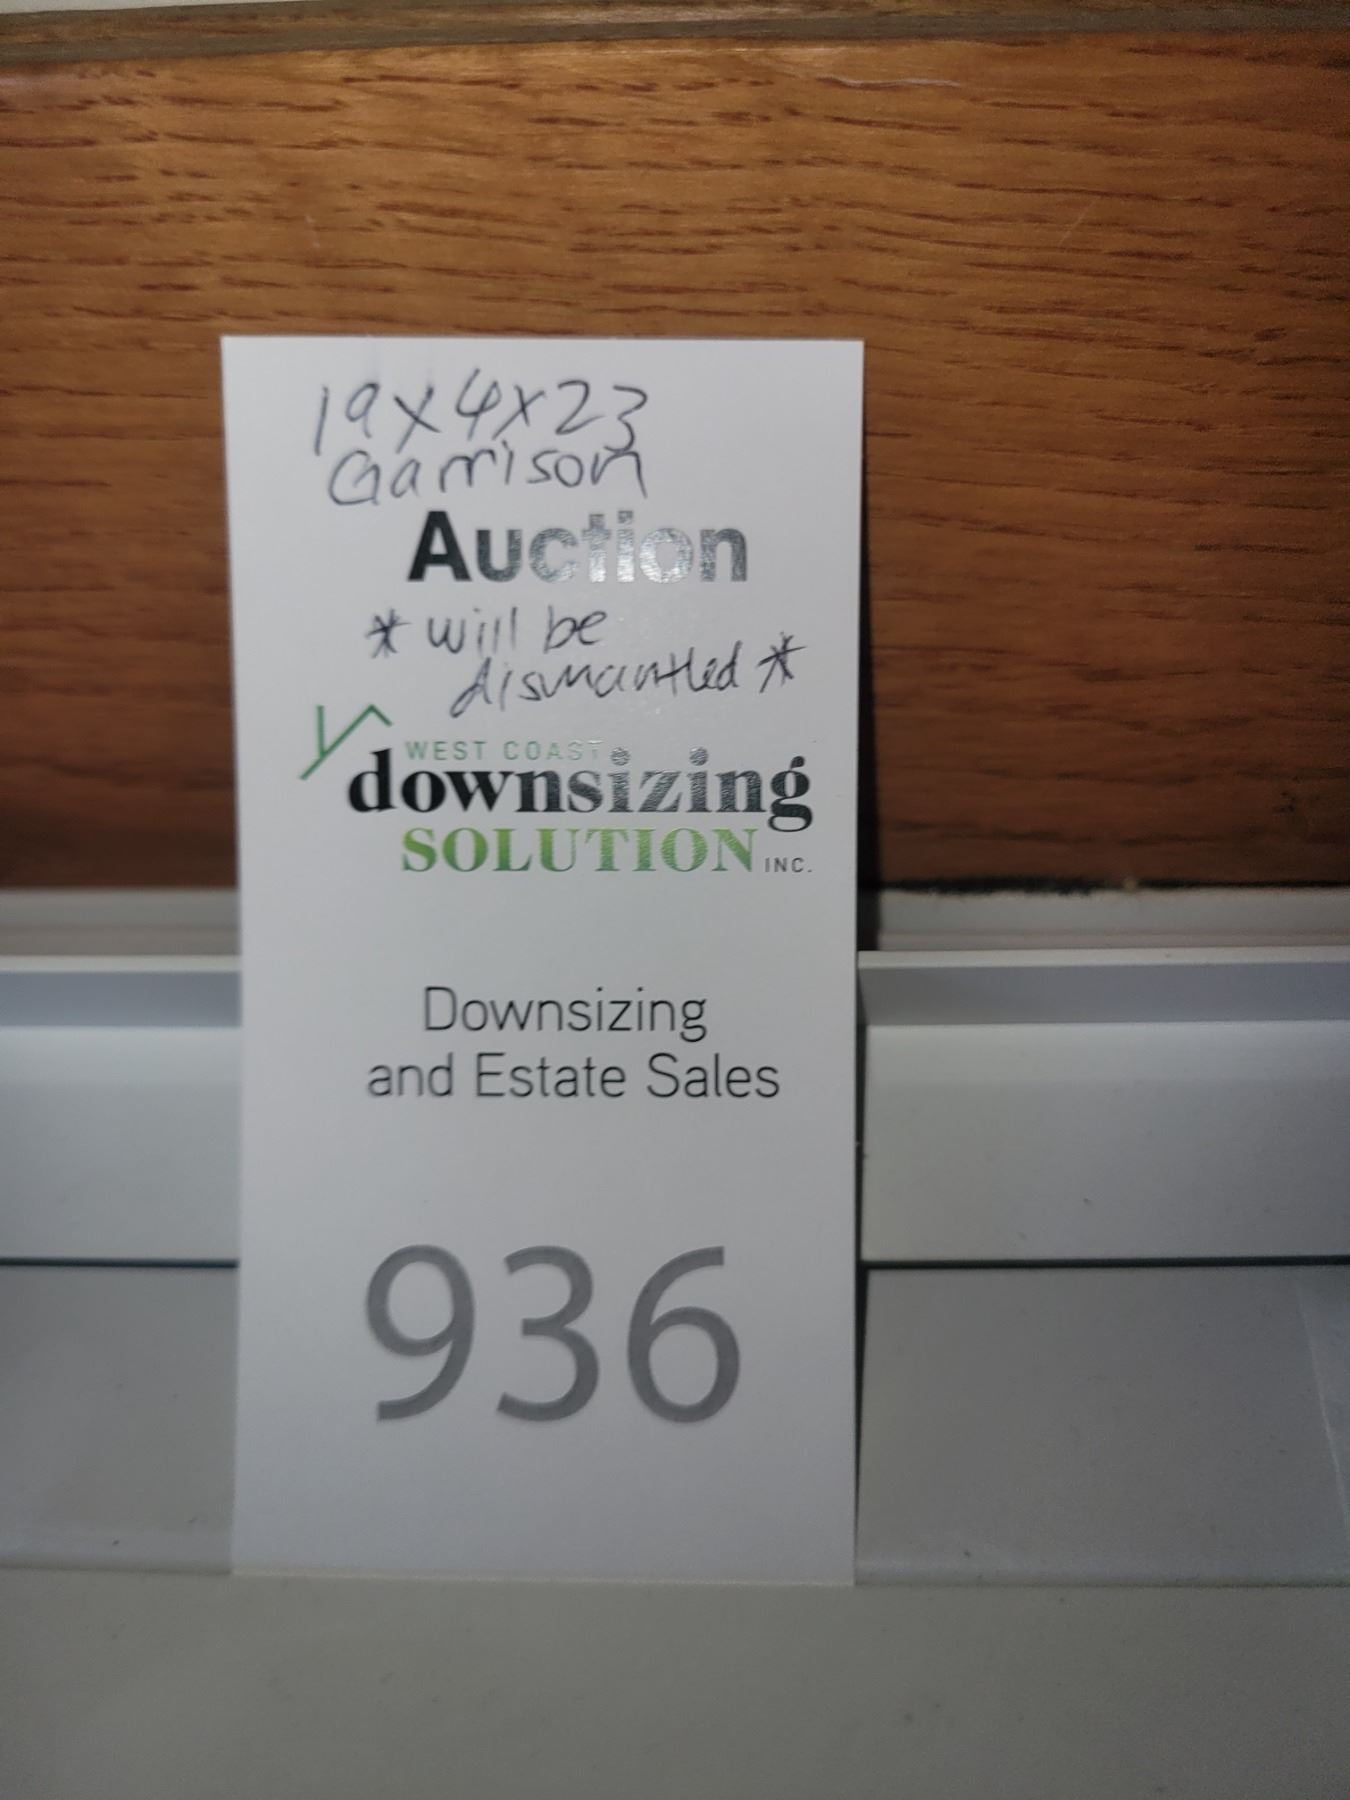 19x4x23
Garrison
Auction
* will be
dismantled *
WEST COAST
downsizing
SOLUTION INC.
Downsizing
and Estate Sales
936